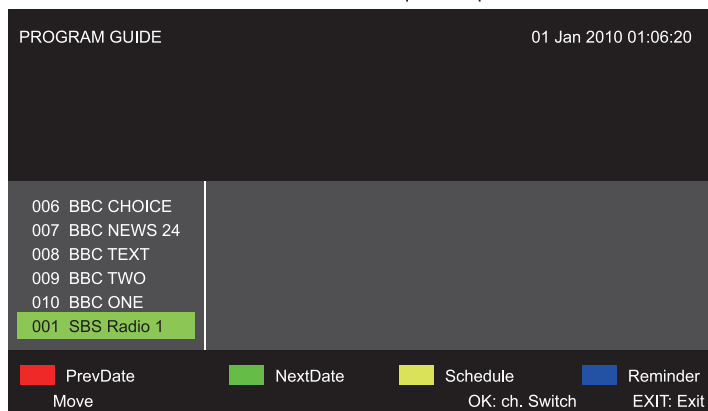 PROGRAM GUIDE 01 Jan 2010 01:06:20
006 BBC CHOICE
007 BBC NEWS 24
008 BBC TEXT
009 BBC TWO
010 BBC ONE
001 SBS Radio 1
PrevDate NextDate Schedule Reminder
Move OK: ch. Switch EXIT: Exit